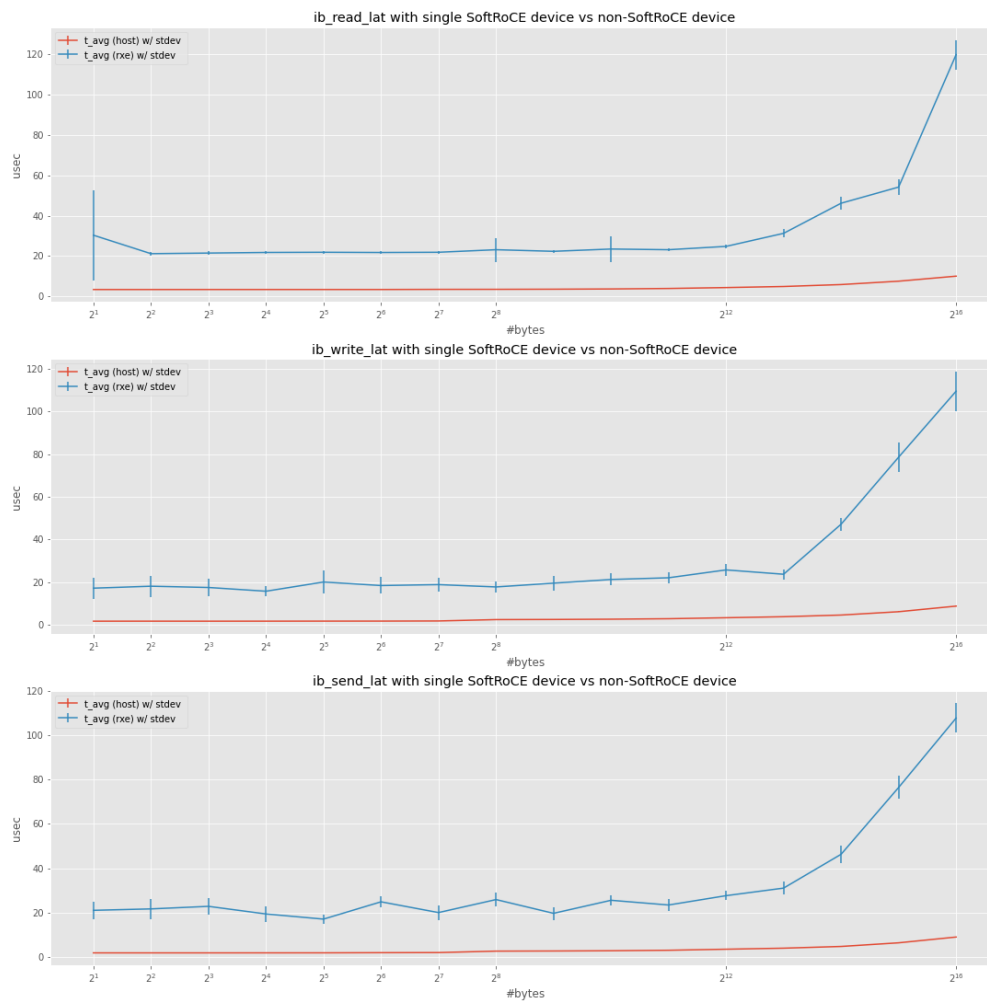 ib_read_lat with single SoftRoCE device vs non-SoftRoCE device
t_avg (host) w/ stdev
t_avg (rxe) w/ stdev
120
100
80
60
40
20
0
usec
2¹ 2² 2³ 2⁴ 2⁵ 2⁶ 2⁷ 2⁸ 2¹² 2¹⁶
#bytes
ib_write_lat with single SoftRoCE device vs non-SoftRoCE device
t_avg (host) w/ stdev
t_avg (rxe) w/ stdev
120
100
80
60
40
20
0
usec
2¹ 2² 2³ 2⁴ 2⁵ 2⁶ 2⁷ 2⁸ 2¹² 2¹⁶
#bytes
ib_send_lat with single SoftRoCE device vs non-SoftRoCE device
t_avg (host) w/ stdev
t_avg (rxe) w/ stdev
120
100
80
60
40
20
0
usec
2¹ 2² 2³ 2⁴ 2⁵ 2⁶ 2⁷ 2⁸ 2¹² 2¹⁶
#bytes